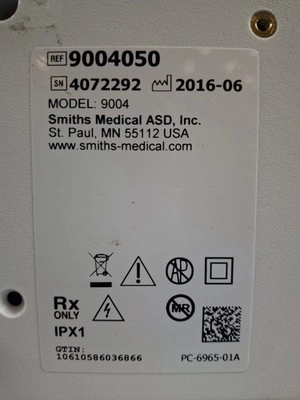 REF 9004050
SN 4072292 2016-06
MODEL: 9004
Smiths Medical ASD, Inc.
St. Paul, MN 55112 USA
www.smiths-medical.com
Rx
ONLY
MR
IPX1
GTIN:
10610586036866
PC-6965-01A